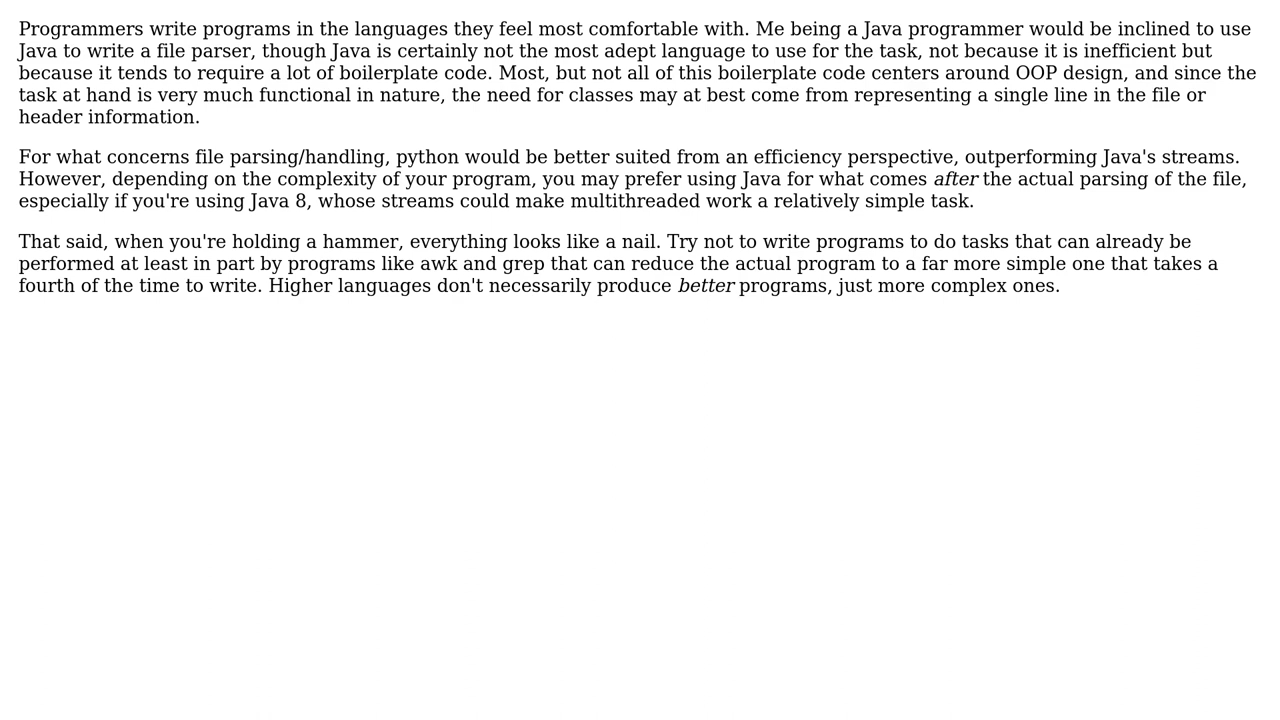 Programmers write programs in the languages they feel most comfortable with. Me being a Java programmer would be inclined to use
Java to write a file parser, though Java is certainly not the most adept language to use for the task, not because it is inefficient but
because it tends to require a lot of boilerplate code. Most, but not all of this boilerplate code centers around OOP design, and since the
task at hand is very much functional in nature, the need for classes may at best come from representing a single line in the file or
header information.
For what concerns file parsing/handling, python would be better suited from an efficiency perspective, outperforming Java's streams.
However, depending on the complexity of your program, you may prefer using Java for what comes after the actual parsing of the file,
especially if you're using Java 8, whose streams could make multithreaded work a relatively simple task.
That said, when you're holding a hammer, everything looks like a nail. Try not to write programs to do tasks that can already be
performed at least in part by programs like awk and grep that can reduce the actual program to a far more simple one that takes a
fourth of the time to write. Higher languages don't necessarily produce better programs, just more complex ones.